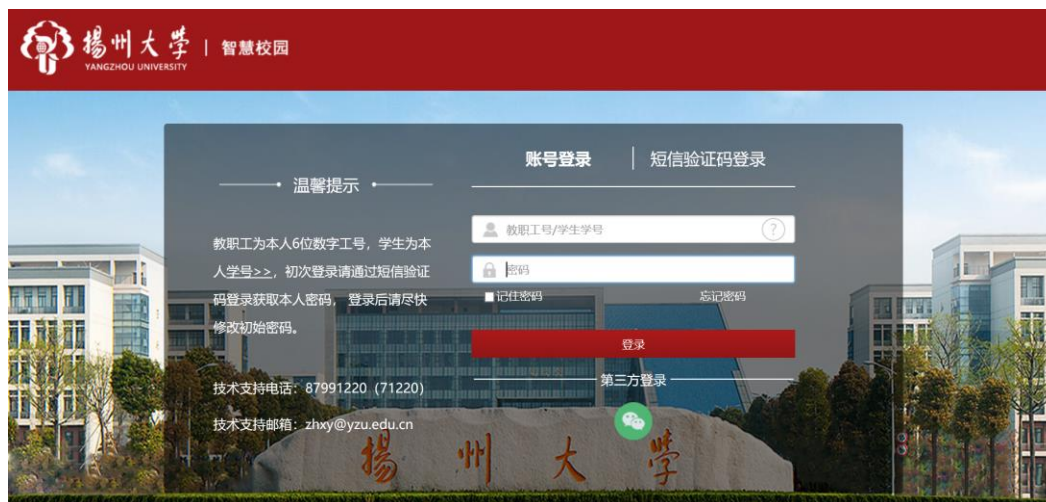 揚州大学 | 智慧校园
YANGZHOU UNIVERSITY
温馨提示
教职工为本人6位数字工号，学生为本
人学号>>，初次登录请通过短信验证
码登录获取本人密码， 登录后请尽快
修改初始密码。
技术支持电话：87991220（71220）
技术支持邮箱：zhxy@yzu.edu.cn
账号登录 | 短信验证码登录
教职工号/学生学号 ?
密码
记住密码 忘记密码
登录
第三方登录
揚州大学